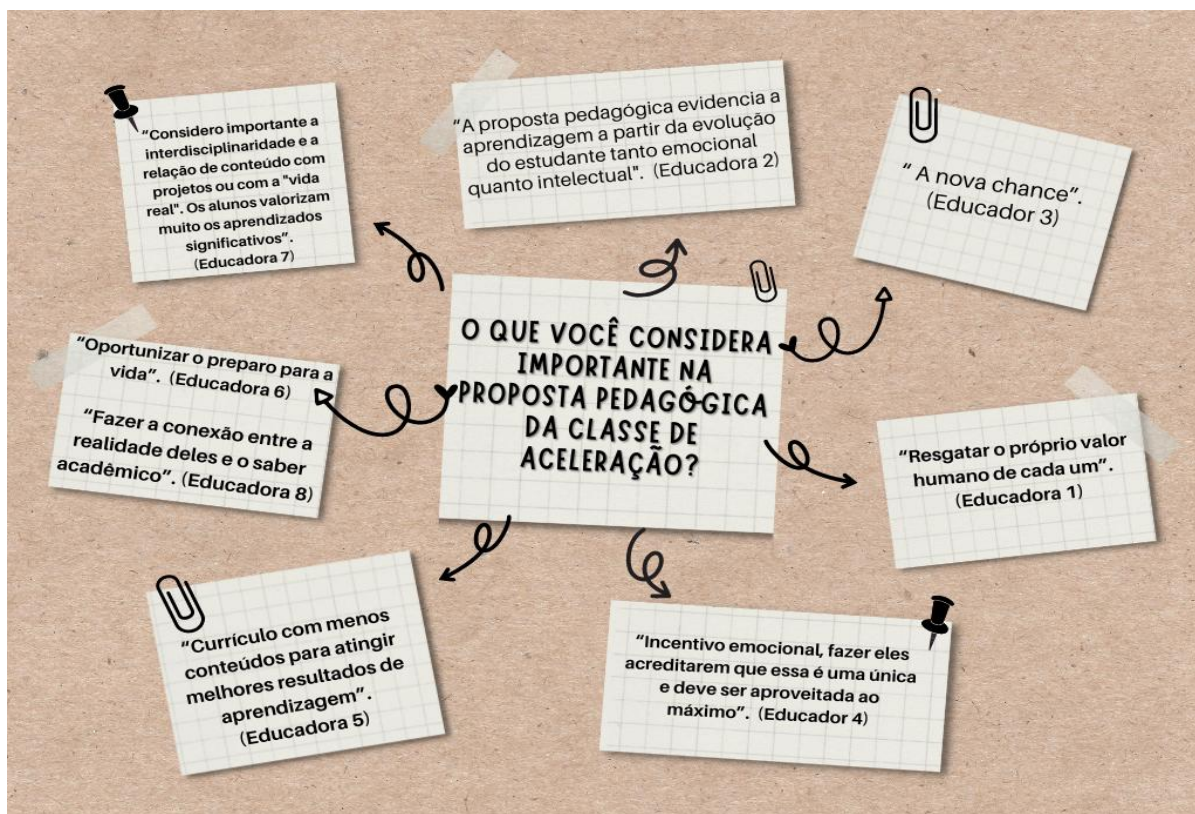 “Considero importante a
interdisciplinaridade e a
relação de conteúdo com
projetos ou com a "vida
real". Os alunos valorizam
muito os aprendizados
significativos”.
(Educadora 7)
“A proposta pedagógica evidencia a
aprendizagem a partir da evolução
do estudante tanto emocional
quanto intelectual". (Educadora 2)
“ A nova chance”.
(Educador 3)
O QUE VOCÊ CONSIDERA
IMPORTANTE NA
PROPOSTA PEDAGÓGICA
DA CLASSE DE
ACELERAÇÃO?
“Oportunizar o preparo para a
vida”. (Educadora 6)
“Fazer a conexão entre a
realidade deles e o saber
acadêmico”. (Educadora 8)
“Resgatar o próprio valor
humano de cada um”.
(Educadora 1)
“Currículo com menos
conteúdos para atingir
melhores resultados de
aprendizagem”.
(Educadora 5)
“Incentivo emocional, fazer eles
acreditarem que essa é uma única
e deve ser aproveitada ao
máximo”. (Educador 4)